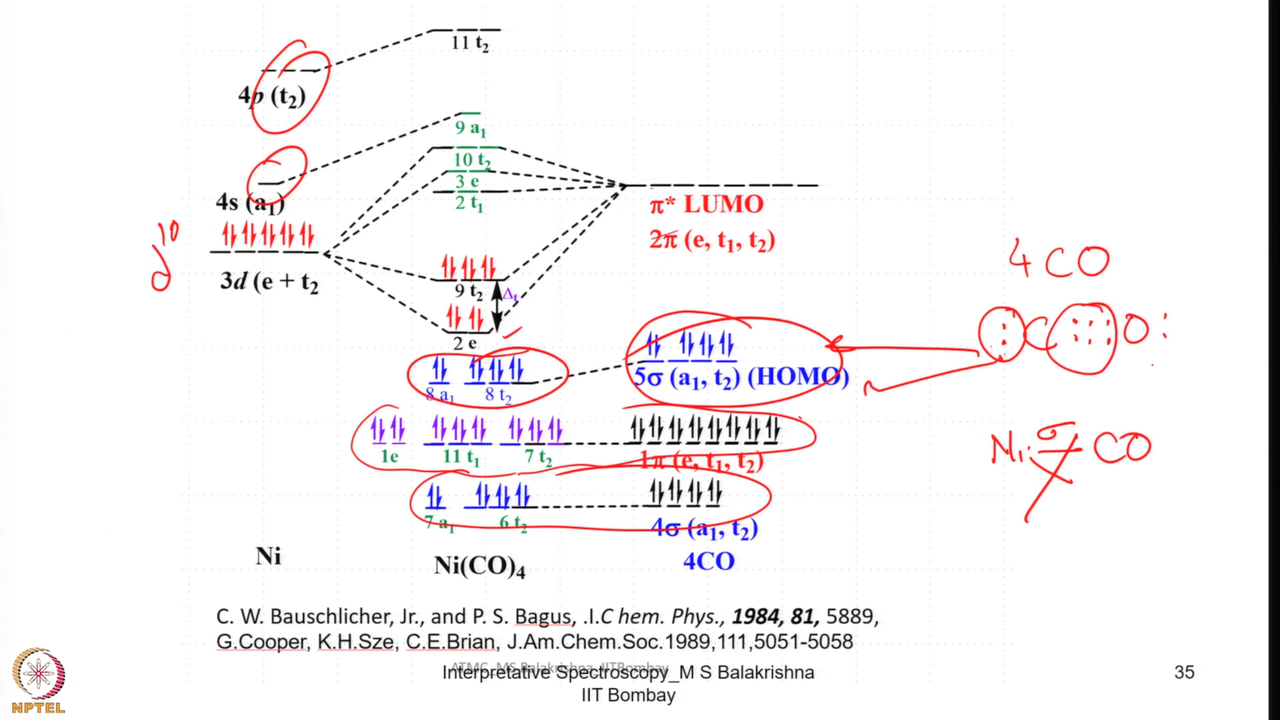 11 t₂
4p (t₂)
9 a₁
10 t₂
3 e
2 t₁
4s (a₁)
π* LUMO
2π (e, t₁, t₂)
d¹⁰
3d (e + t₂
9 t₂
Δt
2 e
4 CO
: C ⋮⋮⋮ O :
8 a₁ 8 t₂
5σ (a₁, t₂) (HOMO)
1e 11 t₁ 7 t₂
1π (e, t₁, t₂)
Ni σ CO
7 a₁ 6 t₂
4σ (a₁, t₂)
Ni
Ni(CO)₄
4CO
C. W. Bauschlicher, Jr., and P. S. Bagus, .I.C hem. Phys., 1984, 81, 5889,
G.Cooper, K.H.Sze, C.E.Brian, J.Am.Chem.Soc.1989,111,5051-5058
ATMC, MS Balakrishna, IITBombay
Interpretative Spectroscopy_M S Balakrishna
IIT Bombay
35
NPTEL